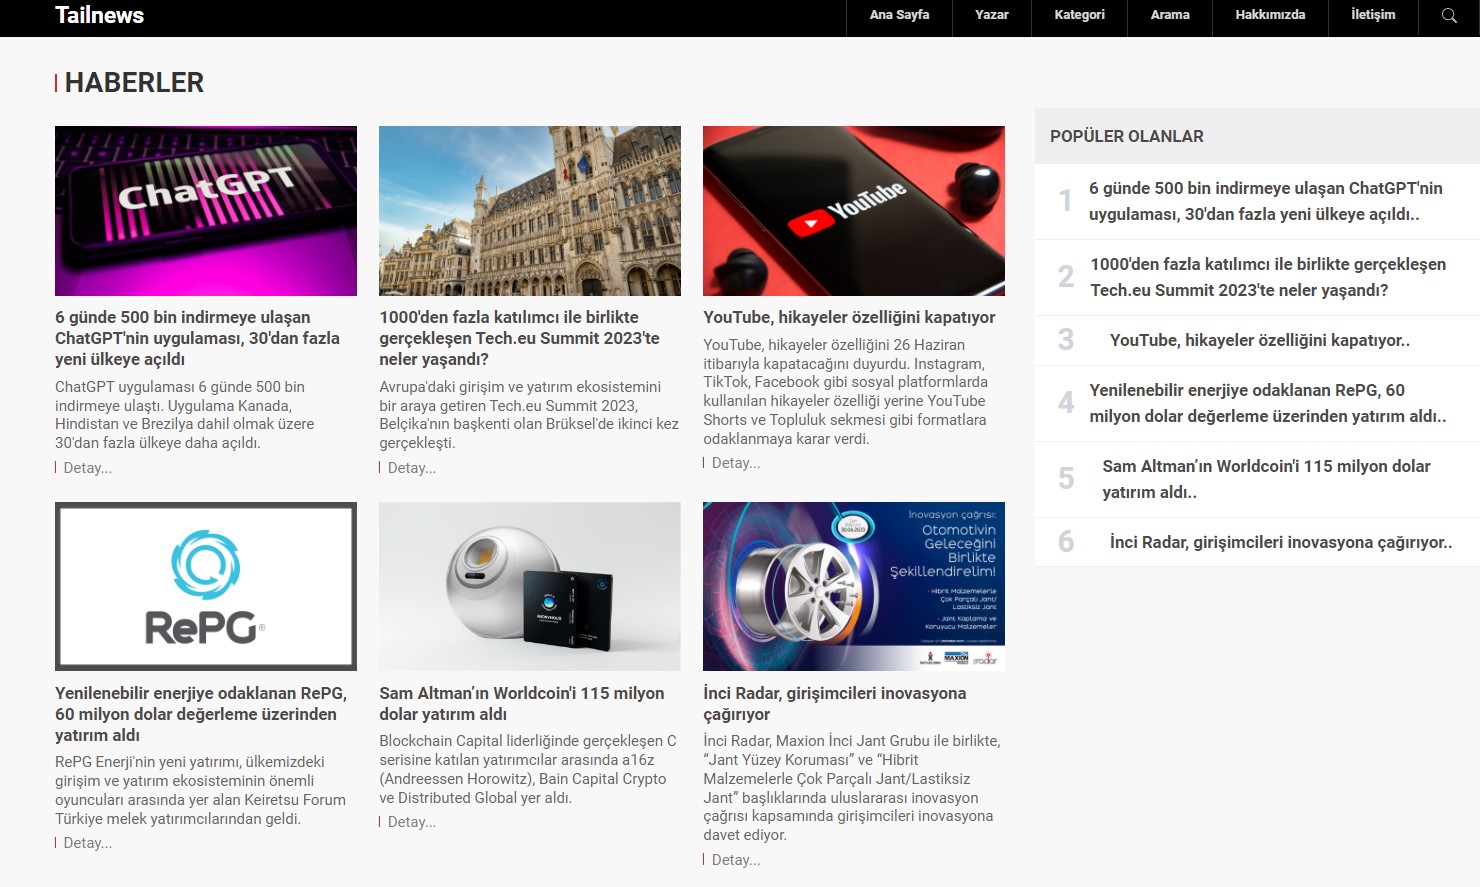 Tailnews
Ana Sayfa
Yazar
Kategori
Arama
Hakkımızda
İletişim
HABERLER
ChatGPT
YouTube
6 günde 500 bin indirmeye ulaşan
ChatGPT'nin uygulaması, 30'dan fazla
yeni ülkeye açıldı
ChatGPT uygulaması 6 günde 500 bin
indirmeye ulaştı. Uygulama Kanada,
Hindistan ve Brezilya dahil olmak üzere
30'dan fazla ülkeye daha açıldı.
Detay...
1000'den fazla katılımcı ile birlikte
gerçekleşen Tech.eu Summit 2023'te
neler yaşandı?
Avrupa'daki girişim ve yatırım ekosistemini
bir araya getiren Tech.eu Summit 2023,
Belçika'nın başkenti olan Brüksel'de ikinci kez
gerçekleşti.
Detay...
YouTube, hikayeler özelliğini kapatıyor
YouTube, hikayeler özelliğini 26 Haziran
itibarıyla kapatacağını duyurdu. Instagram,
TikTok, Facebook gibi sosyal platformlarda
kullanılan hikayeler özelliği yerine YouTube
Shorts ve Topluluk sekmesi gibi formatlara
odaklanmaya karar verdi.
Detay...
RePG®
ANONYMOUS
İnovasyon çağrısı:
30.06.2023
Otomotivin
Geleceğini
Birlikte
Şekillendirelim!
· Hibrit Malzemelerle
Çok Parçalı Jant/
Lastiksiz Jant
· Jant Kaplama ve
Koruyucu Malzemeler
MAXION
radar
Yenilenebilir enerjiye odaklanan RePG,
60 milyon dolar değerleme üzerinden
yatırım aldı
RePG Enerji'nin yeni yatırımı, ülkemizdeki
girişim ve yatırım ekosisteminin önemli
oyuncuları arasında yer alan Keiretsu Forum
Türkiye melek yatırımcılarından geldi.
Detay...
Sam Altman’ın Worldcoin'i 115 milyon
dolar yatırım aldı
Blockchain Capital liderliğinde gerçekleşen C
serisine katılan yatırımcılar arasında a16z
(Andreessen Horowitz), Bain Capital Crypto
ve Distributed Global yer aldı.
Detay...
İnci Radar, girişimcileri inovasyona
çağırıyor
İnci Radar, Maxion İnci Jant Grubu ile birlikte,
“Jant Yüzey Koruması” ve “Hibrit
Malzemelerle Çok Parçalı Jant/Lastiksiz
Jant” başlıklarında uluslararası inovasyon
çağrısı kapsamında girişimcileri inovasyona
davet ediyor.
Detay...
POPÜLER OLANLAR
1
6 günde 500 bin indirmeye ulaşan ChatGPT'nin
uygulaması, 30'dan fazla yeni ülkeye açıldı..
2
1000'den fazla katılımcı ile birlikte gerçekleşen
Tech.eu Summit 2023'te neler yaşandı?
3
YouTube, hikayeler özelliğini kapatıyor..
4
Yenilenebilir enerjiye odaklanan RePG, 60
milyon dolar değerleme üzerinden yatırım aldı..
5
Sam Altman’ın Worldcoin'i 115 milyon dolar
yatırım aldı..
6
İnci Radar, girişimcileri inovasyona çağırıyor..